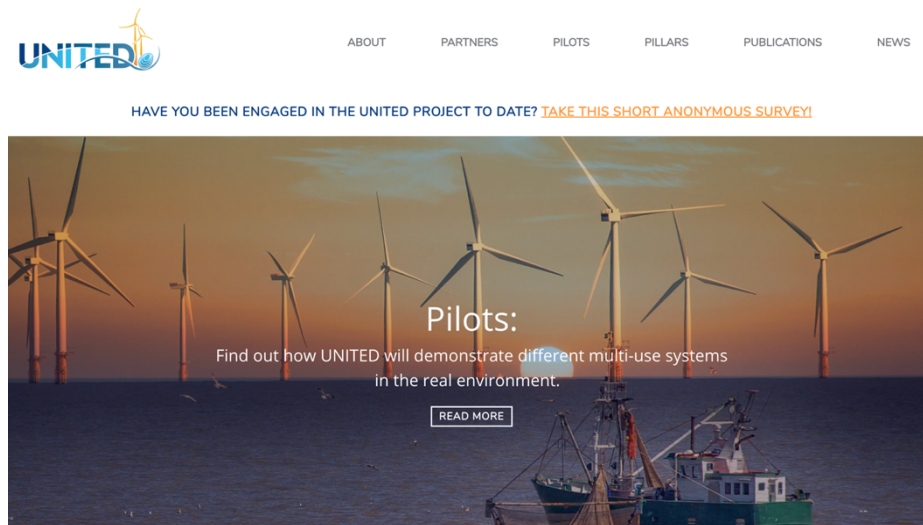 UNITED
ABOUT PARTNERS PILOTS PILLARS PUBLICATIONS NEWS
HAVE YOU BEEN ENGAGED IN THE UNITED PROJECT TO DATE? TAKE THIS SHORT ANONYMOUS SURVEY!
Pilots:
Find out how UNITED will demonstrate different multi-use systems
in the real environment.
READ MORE